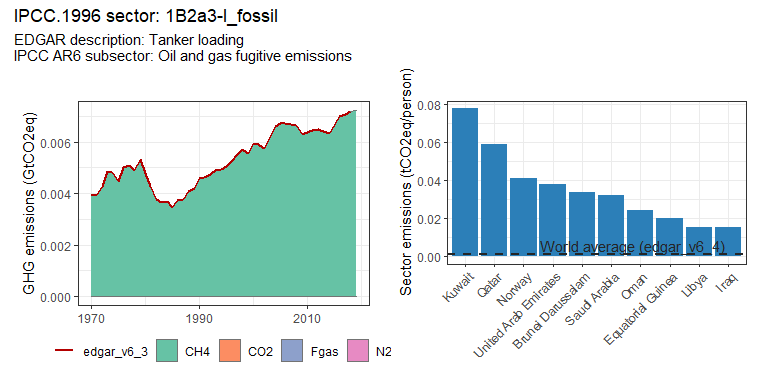 IPCC.1996 sector: 1B2a3-l_fossil
EDGAR description: Tanker loading
IPCC AR6 subsector: Oil and gas fugitive emissions
GHG emissions (GtCO2eq)
0.006
0.004
0.002
0.000
1970
1990
2010
edgar_v6_3
CH4
CO2
Fgas
N2
Sector emissions (tCO2eq/person)
0.08
0.06
0.04
0.02
0.00
World average (edgar_v6_4)
Kuwait
Qatar
Norway
United Arab Emirates
Brunei Darussalam
Saudi Arabia
Oman
Equatorial Guinea
Libya
Iraq